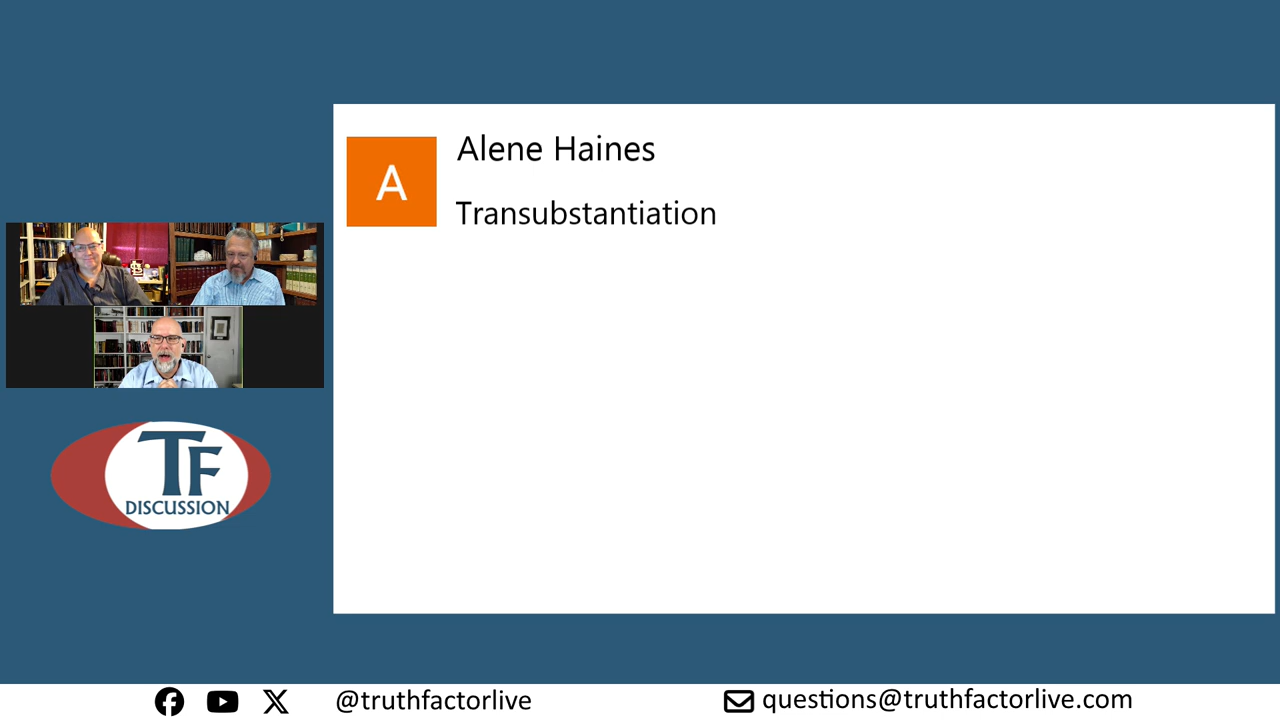 A
Alene Haines
Transubstantiation
TF
DISCUSSION
@truthfactorlive
questions@truthfactorlive.com